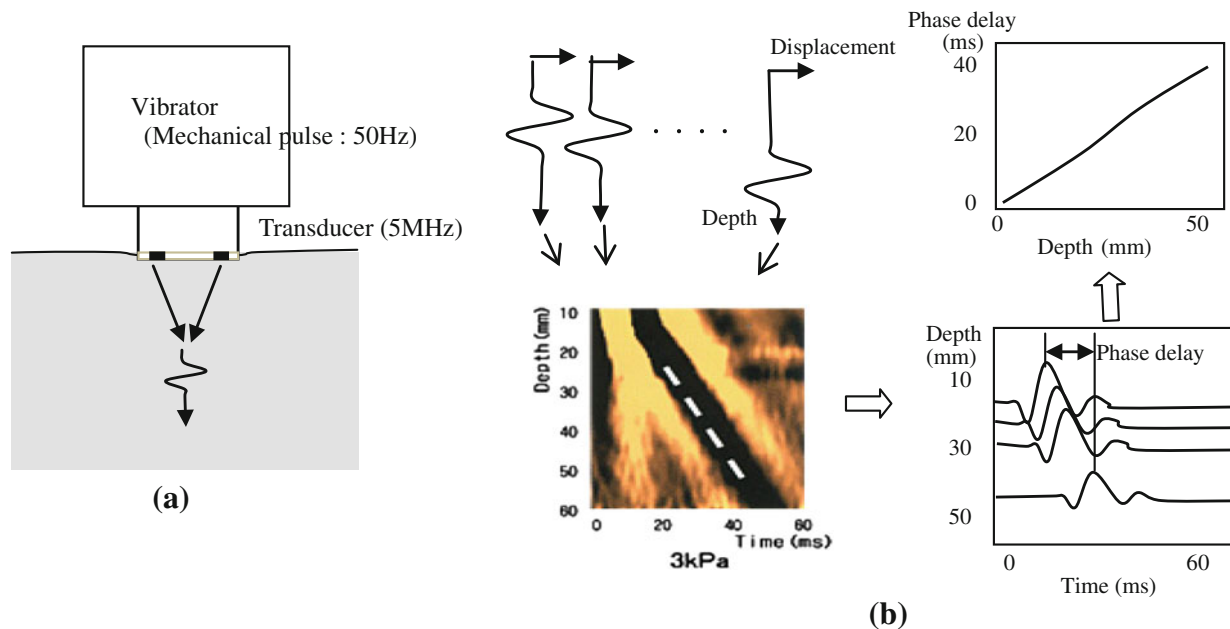 Vibrator
(Mechanical pulse : 50Hz)
Transducer (5MHz)
(a)
Displacement
. . . .
Depth
Depth(mm)
10
20
30
40
50
60
0
20
40
60
Time(ms)
3kPa
Phase delay
(ms)
40
20
0
0
50
Depth (mm)
Depth
(mm)
Phase delay
10
30
50
0
60
Time (ms)
(b)